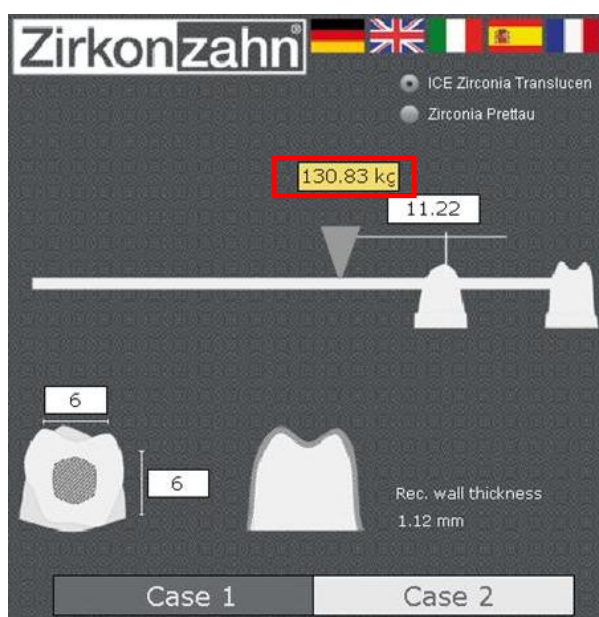 Zirkonzahn®
ICE Zirconia Translucen
Zirconia Prettau
130.83 kg
11.22
6
6
Rec. wall thickness
1.12 mm
Case 1
Case 2